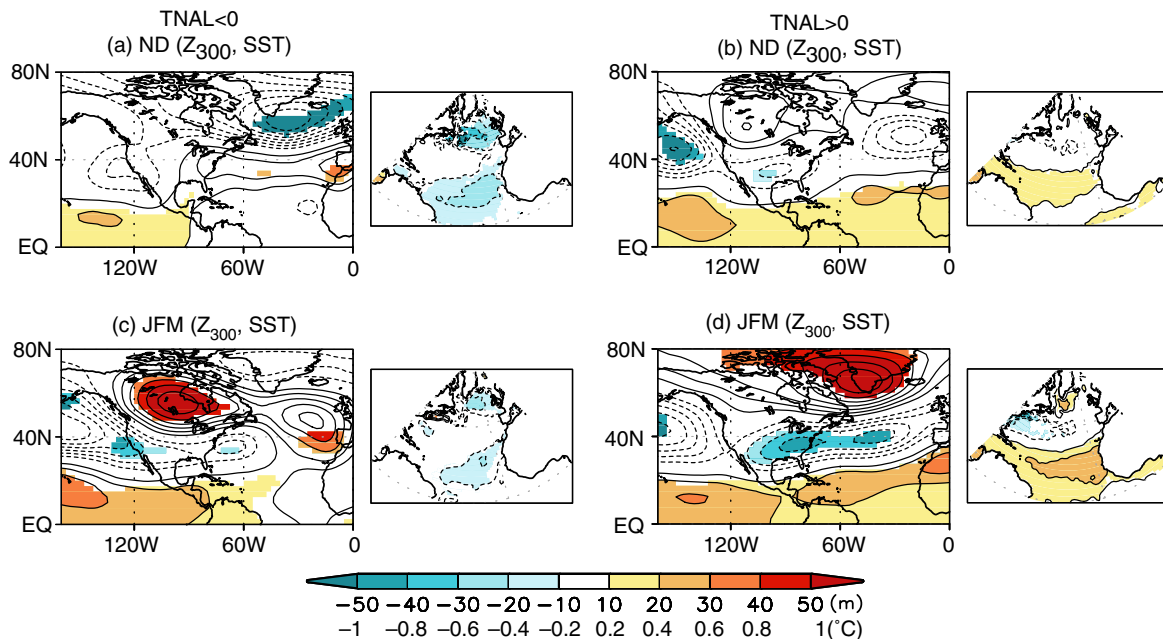 TNAL<0
(a) ND (Z300, SST)
TNAL>0
(b) ND (Z300, SST)
80N
40N
EQ
120W 60W 0
80N
40N
EQ
120W 60W 0
(c) JFM (Z300, SST)
(d) JFM (Z300, SST)
80N
40N
EQ
120W 60W 0
80N
40N
EQ
120W 60W 0
−50 −40 −30 −20 −10 10 20 30 40 50 (m)
−1 −0.8 −0.6 −0.4 −0.2 0.2 0.4 0.6 0.8 1(°C)